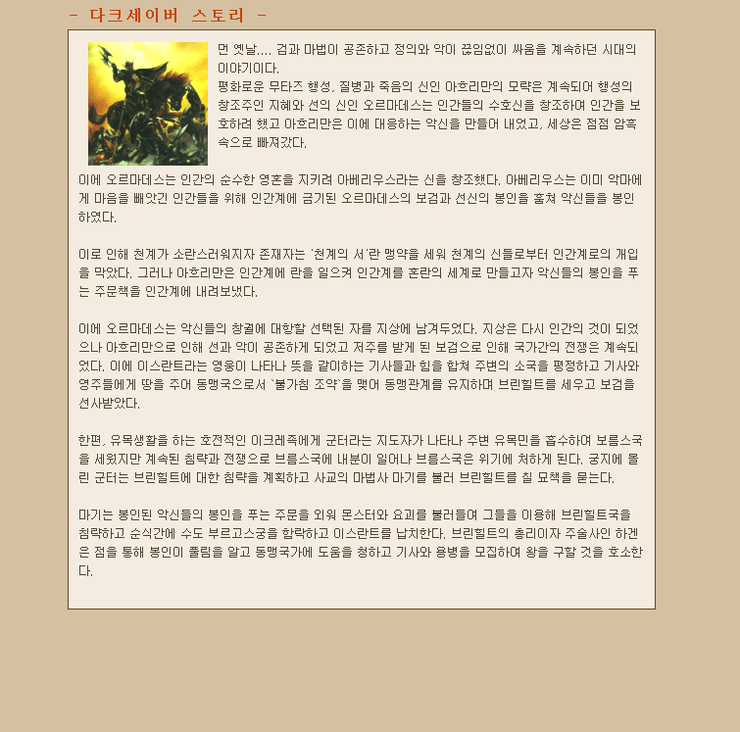 - 다크세이버 스토리 -
먼 옛날.... 검과 마법이 공존하고 정의와 악이 끊임없이 싸움을 계속하던 시대의
이야기이다.
평화로운 무타즈 행성, 질병과 죽음의 신인 아흐리만의 모략은 계속되어 행성의
창조주인 지혜와 선의 신인 오르마데스는 인간들의 수호신을 창조하여 인간을 보
호하려 했고 아흐리만은 이에 대응하는 악신을 만들어 내었고, 세상은 점점 암흑
속으로 빠져갔다.
이에 오르마데스는 인간의 순수한 영혼을 지키려 아베리우스라는 신을 창조했다. 아베리우스는 이미 악마에
게 마음을 빼앗긴 인간들을 위해 인간계에 금기된 오르마데스의 보검과 선신의 봉인을 훔쳐 악신들을 봉인
하였다.
이로 인해 천계가 소란스러워지자 존재자는 '천계의 서'란 맹약을 세워 천계의 신들로부터 인간계로의 개입
을 막았다. 그러나 아흐리만은 인간계에 란을 일으켜 인간계를 혼란의 세계로 만들고자 악신들의 봉인을 푸
는 주문책을 인간계에 내려보냈다.
이에 오르마데스는 악신들의 창궐에 대항할 선택된 자를 지상에 남겨두었다. 지상은 다시 인간의 것이 되었
으나 아흐리만으로 인해 선과 악이 공존하게 되었고 저주를 받게 된 보검으로 인해 국가간의 전쟁은 계속되
었다. 이에 이스란트라는 영웅이 나타나 뜻을 같이하는 기사들과 힘을 합쳐 주변의 소국을 평정하고 기사와
영주들에게 땅을 주어 동맹국으로서 `불가침 조약`을 맺어 동맹관계를 유지하며 브린힐트를 세우고 보검을
선사받았다.
한편, 유목생활을 하는 호전적인 이크레족에게 군터라는 지도자가 나타나 주변 유목민을 흡수하여 보름스국
을 세웠지만 계속된 침략과 전쟁으로 브름스국에 내분이 일어나 브름스국은 위기에 처하게 된다. 궁지에 몰
린 군터는 브린힐트에 대한 침략을 계획하고 사교의 마법사 마기를 불러 브린힐트를 칠 묘책을 묻는다.
마기는 봉인된 악신들의 봉인을 푸는 주문을 외워 몬스터와 요괴를 불러들여 그들을 이용해 브린힐트국을
침략하고 순식간에 수도 부르고스궁을 함락하고 이스란트를 납치한다. 브린힐트의 총리이자 주술사인 하겐
은 점을 통해 봉인이 풀림을 알고 동맹국가에 도움을 청하고 기사와 용병을 모집하여 왕을 구할 것을 호소한
다.